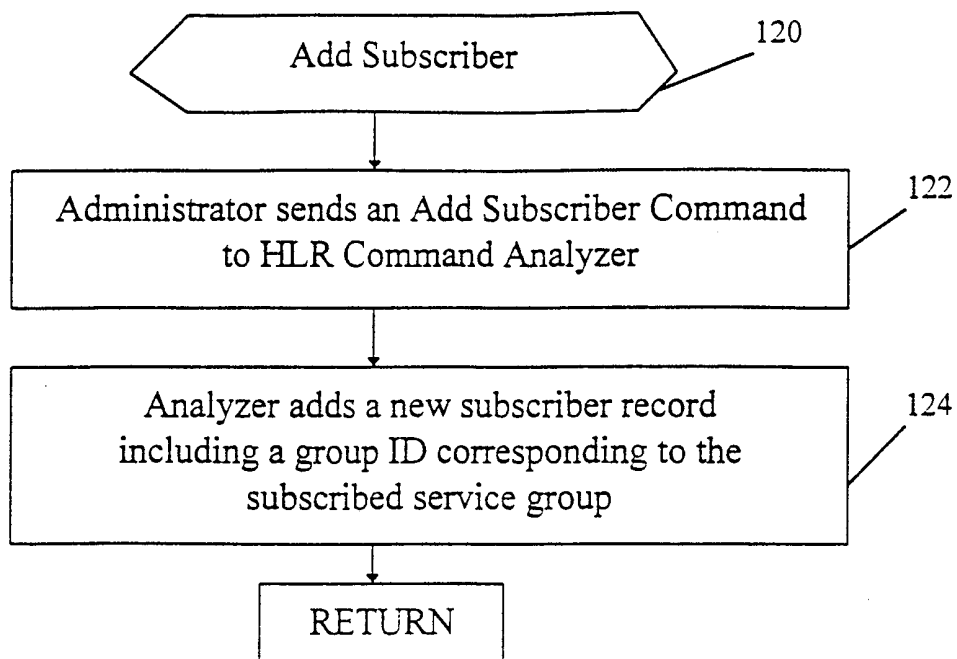 Add Subscriber
120
Administrator sends an Add Subscriber Command
to HLR Command Analyzer
122
Analyzer adds a new subscriber record
including a group ID corresponding to the
subscribed service group
124
RETURN